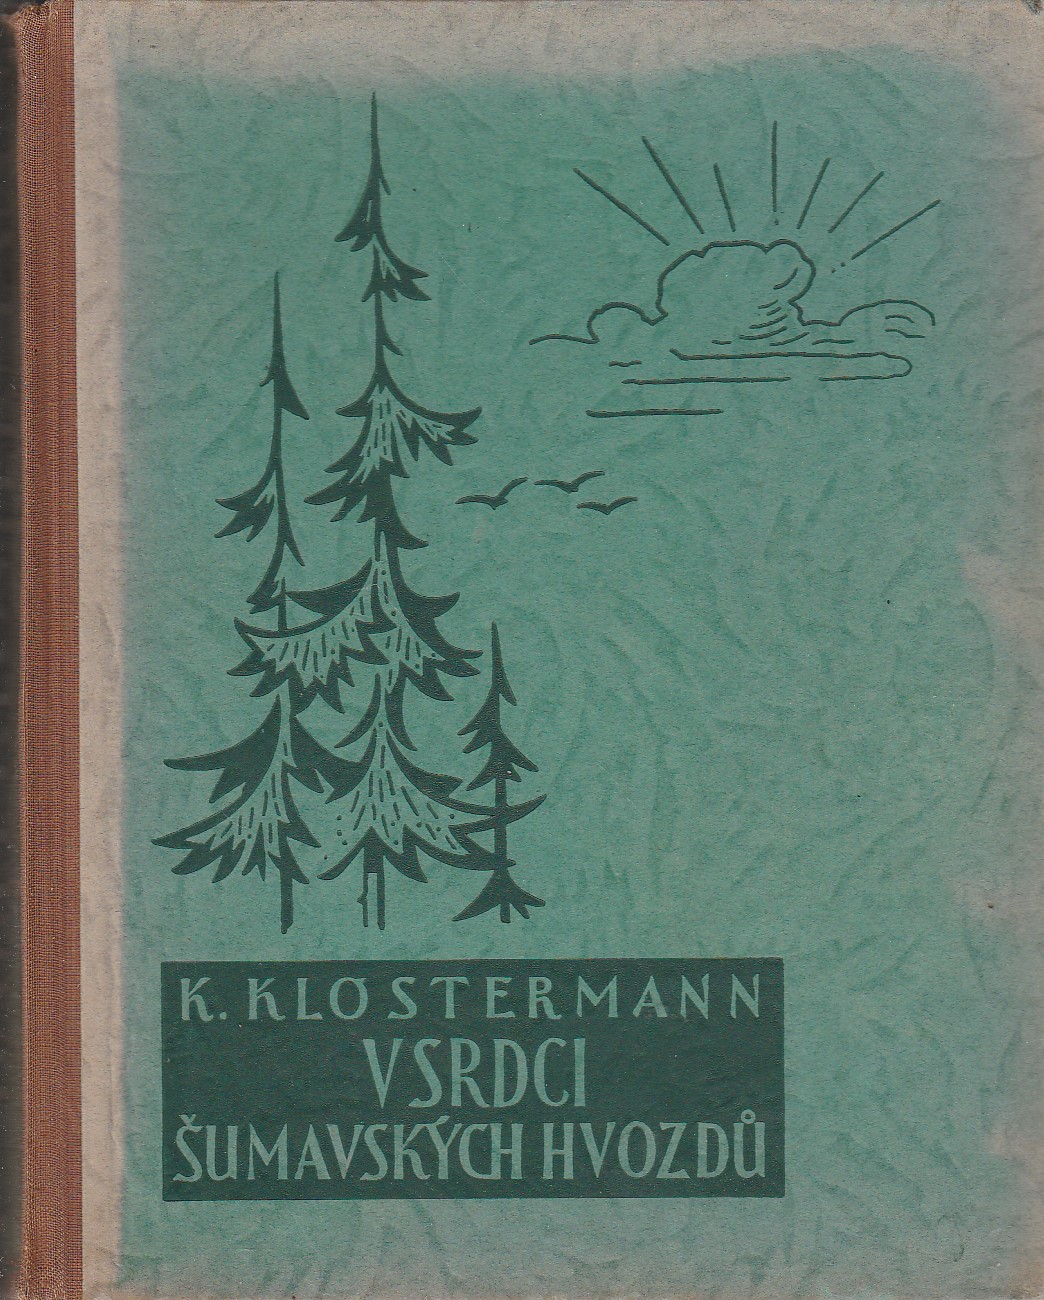 K. KLOSTERMANN
V SRDCI
ŠUMAVSKÝCH HVOZDŮ